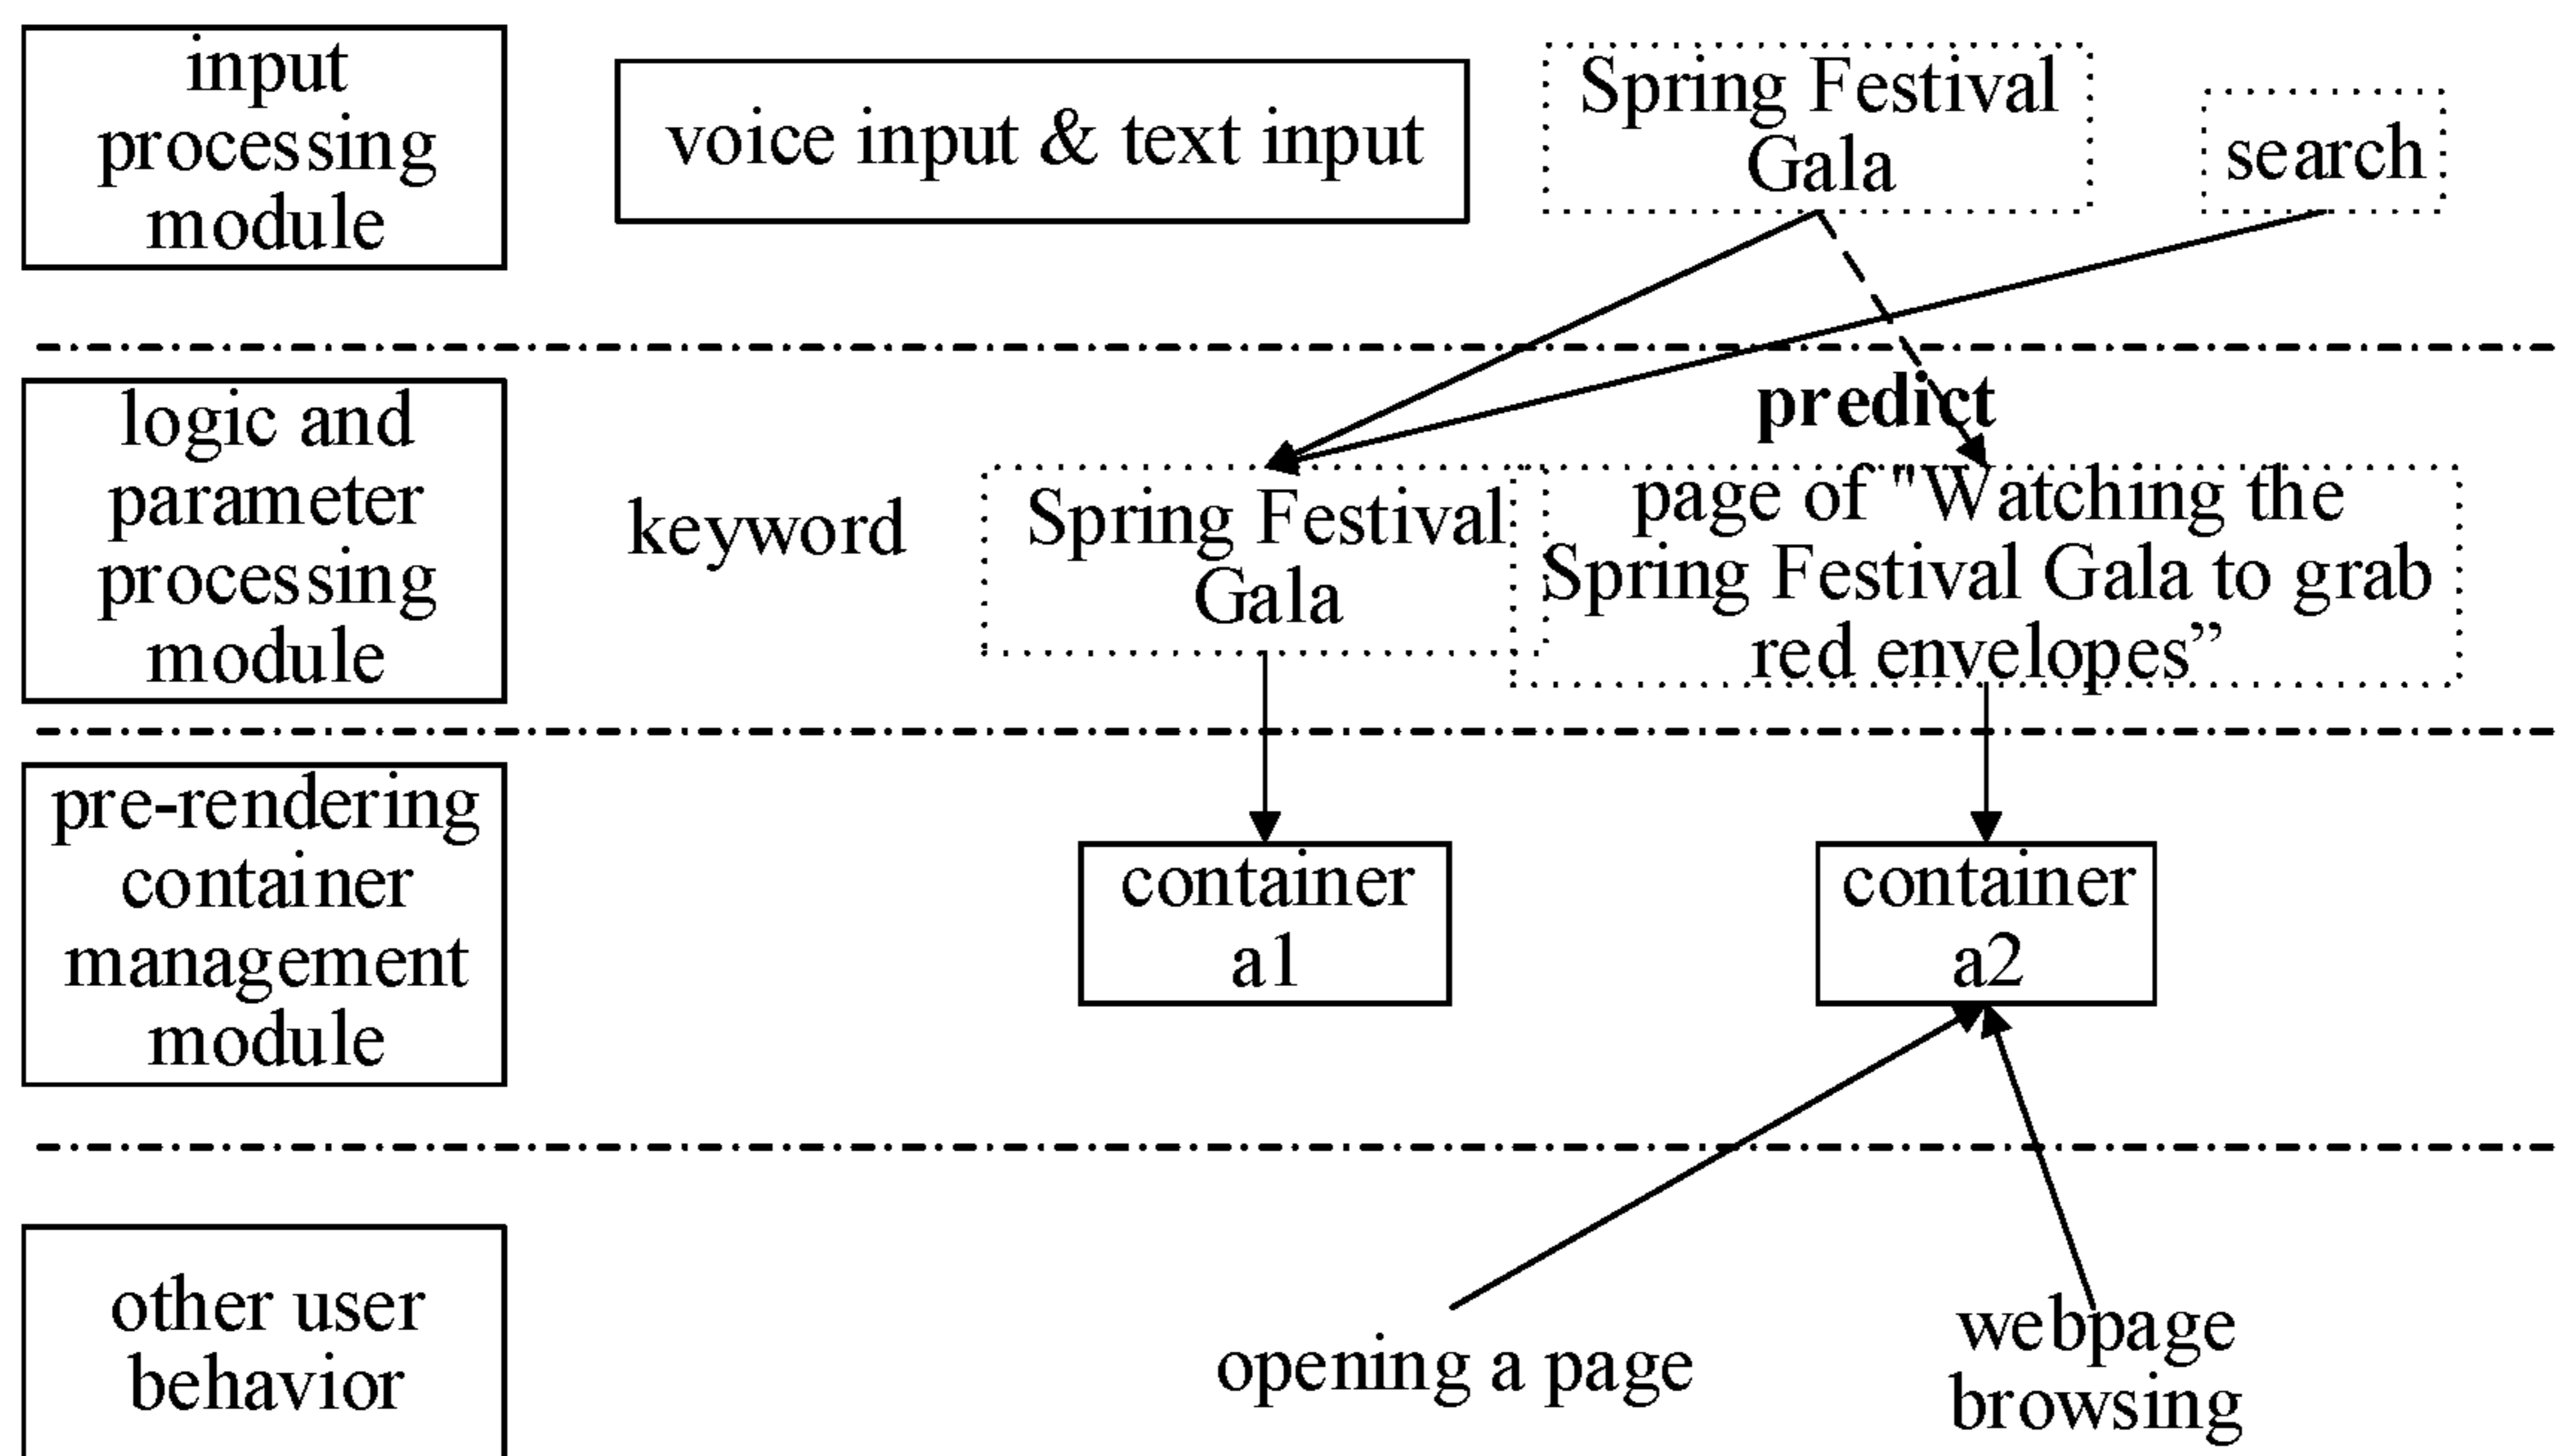 input
processing
module
voice input & text input
Spring Festival
Gala
search
logic and
parameter
processing
module
keyword
predict
Spring Festival
Gala
page of "Watching the
Spring Festival Gala to grab
red envelopes”
pre-rendering
container
management
module
container
a1
container
a2
other user
behavior
opening a page
webpage
browsing